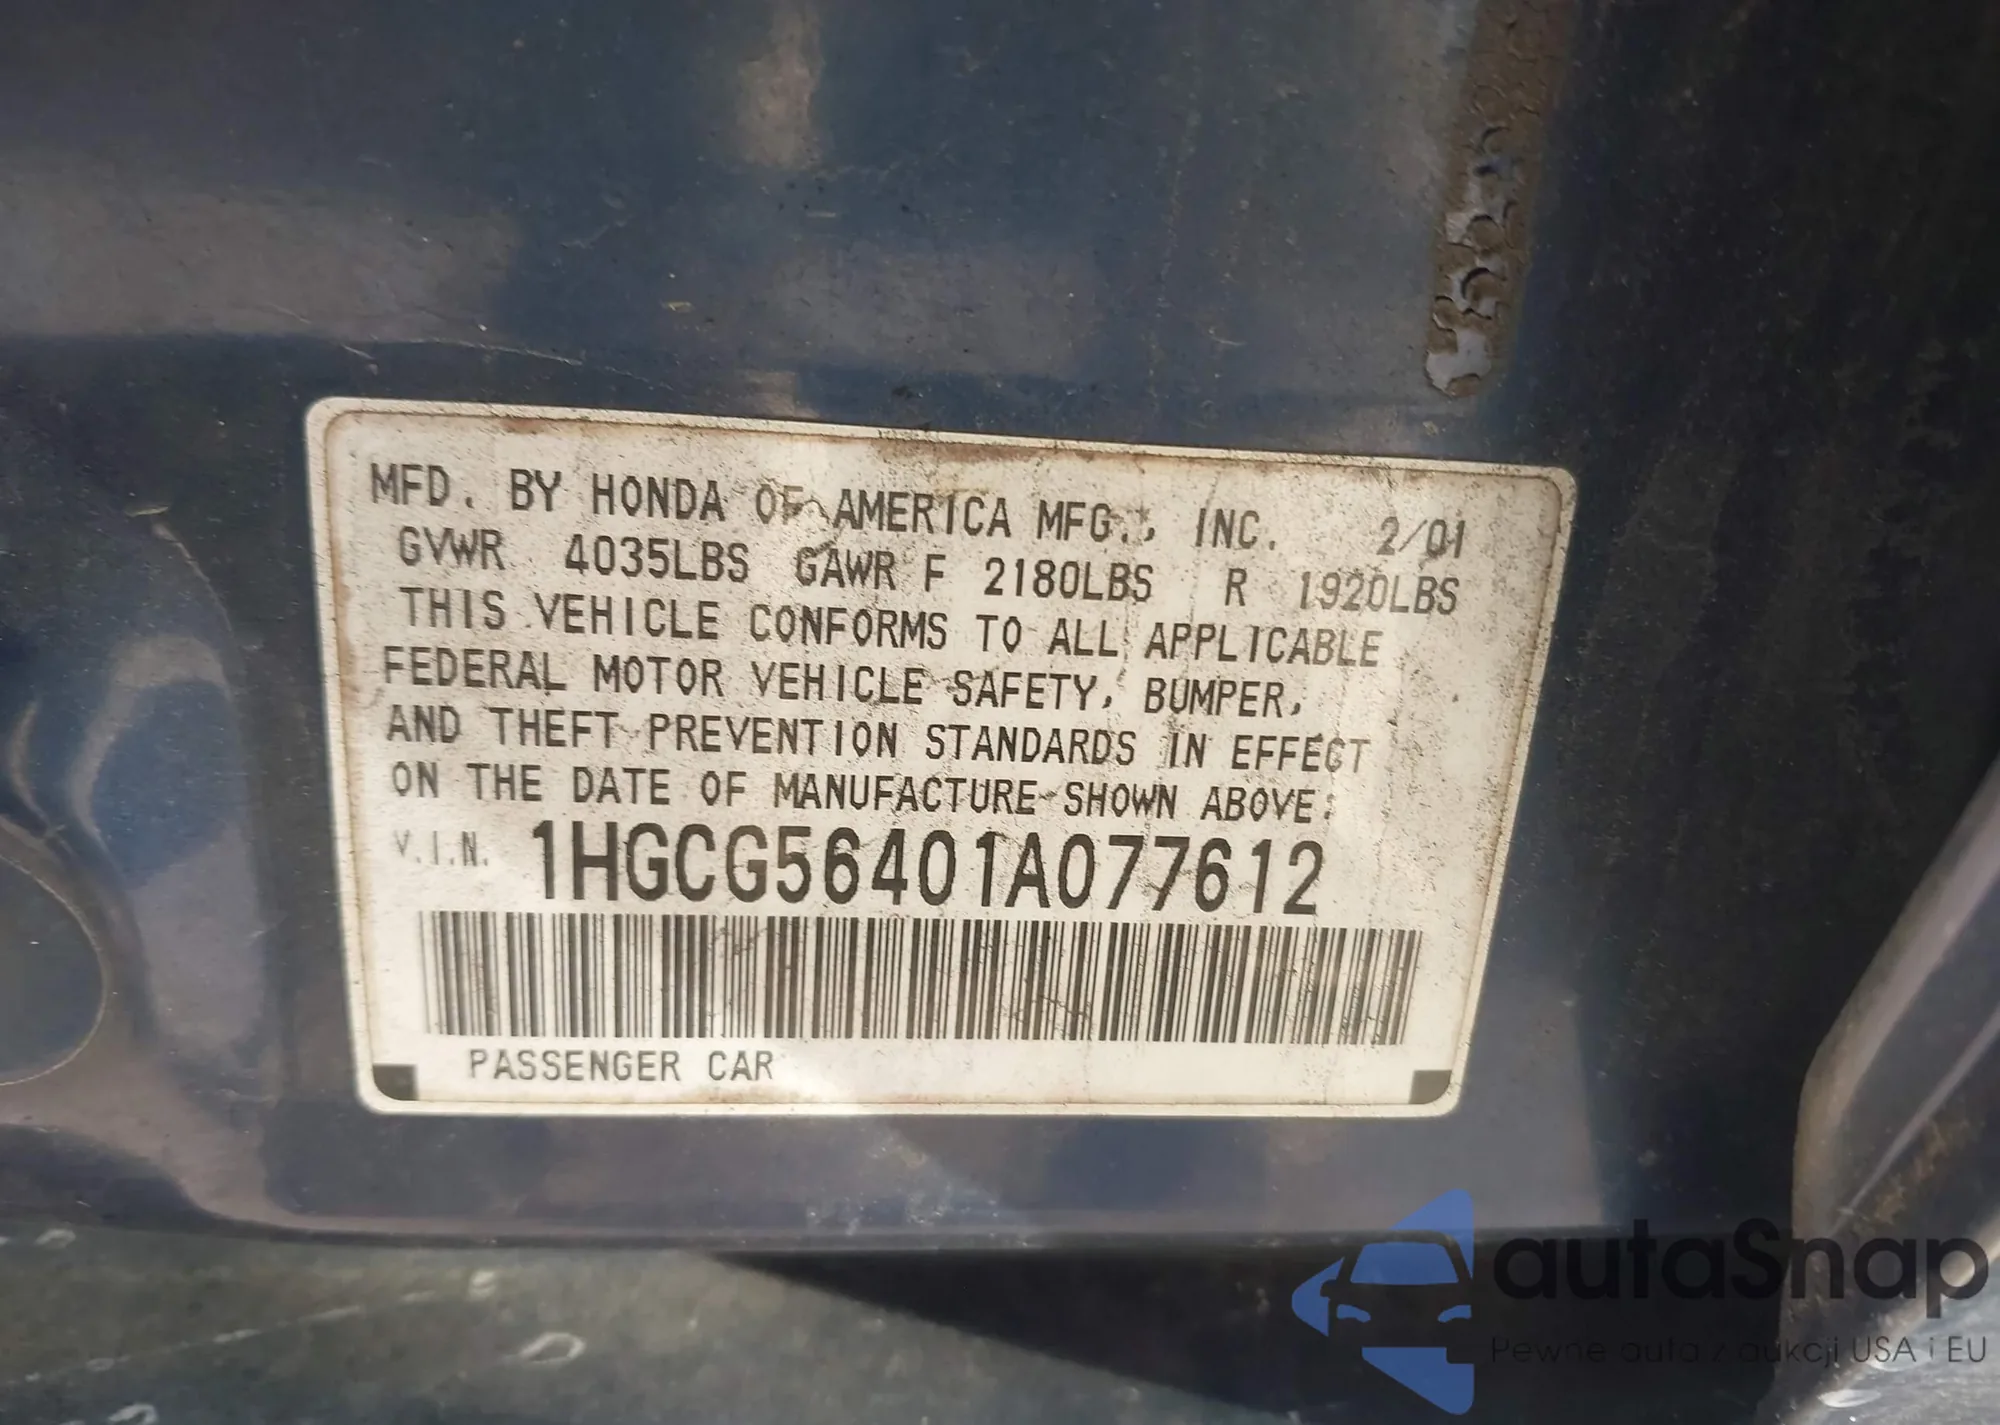 MFD. BY HONDA OF AMERICA MFG., INC. 2/01
GVWR 4035LBS GAWR F 2180LBS R 1920LBS
THIS VEHICLE CONFORMS TO ALL APPLICABLE
FEDERAL MOTOR VEHICLE SAFETY, BUMPER,
AND THEFT PREVENTION STANDARDS IN EFFECT
ON THE DATE OF MANUFACTURE SHOWN ABOVE:
V.I.N. 1HGCG56401A077612
PASSENGER CAR
autaSnap
Pewne auta z aukcji USA i EU